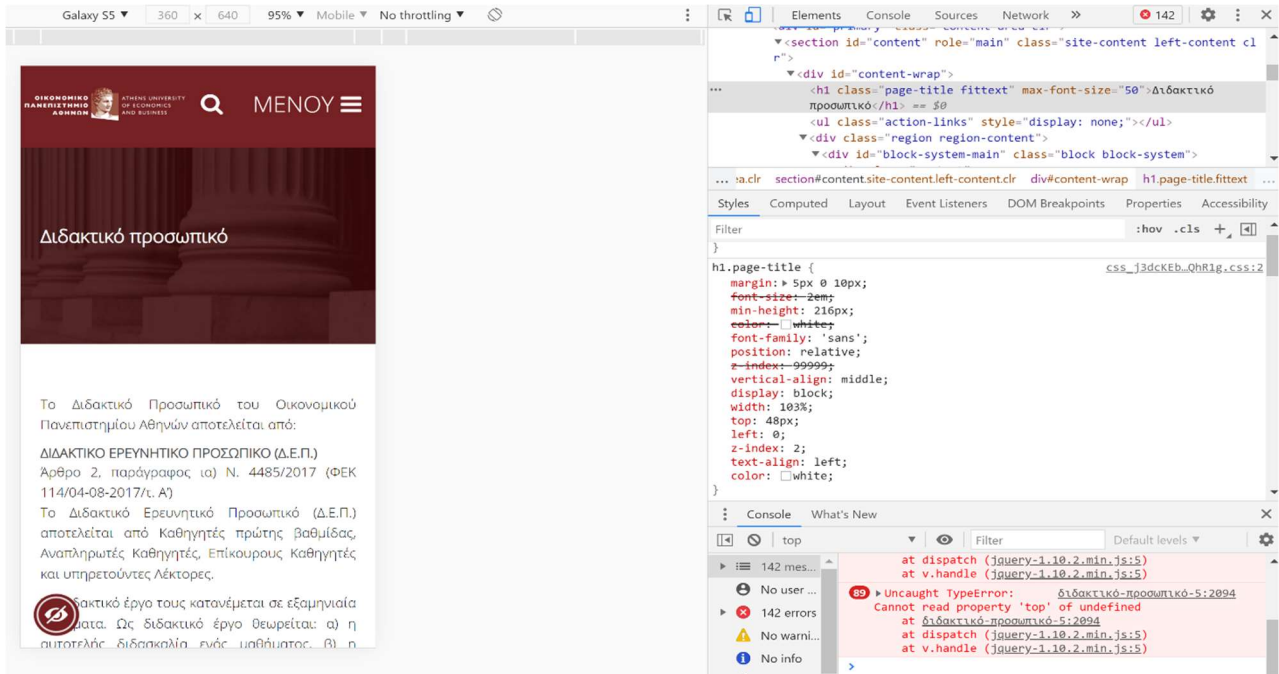 Galaxy S5 ▼ 360 x 640 95% ▼ Mobile ▼ No throttling ▼
Elements Console Sources Network » 142
▼<section id="content" role="main" class="site-content left-content cl
r">
▼<div id="content-wrap">
<h1 class="page-title fittext" max-font-size="50">Διδακτικό
προσωπικό</h1> == $0
<ul class="action-links" style="display: none;"></ul>
▼<div class="region region-content">
▼<div id="block-system-main" class="block block-system">
... ea.clr section#content.site-content.left-content.clr div#content-wrap h1.page-title.fittext ...
Styles Computed Layout Event Listeners DOM Breakpoints Properties Accessibility
Filter :hov .cls +
}
h1.page-title { css_j3dcKEb…QhR1g.css:2
margin:▶ 5px 0 10px;
font-size: 2em;
min-height: 216px;
color: white;
font-family: 'sans';
position: relative;
z-index: 99999;
vertical-align: middle;
display: block;
width: 103%;
top: 48px;
left: 0;
z-index: 2;
text-align: left;
color: white;
}
Console What's New
top ▼ Filter Default levels ▼
142 mes...
No user ...
142 errors
No warni...
No info
at dispatch (jquery-1.10.2.min.js:5)
at v.handle (jquery-1.10.2.min.js:5)
89 ▶Uncaught TypeError: διδακτικό-προσωπικό-5:2094
Cannot read property 'top' of undefined
at διδακτικό-προσωπικό-5:2094
at dispatch (jquery-1.10.2.min.js:5)
at v.handle (jquery-1.10.2.min.js:5)
>
ΟΙΚΟΝΟΜΙΚΟ
ΠΑΝΕΠΙΣΤΗΜΙΟ
ΑΘΗΝΩΝ
ATHENS UNIVERSITY
OF ECONOMICS
AND BUSINESS
ΜΕΝΟΥ
Διδακτικό προσωπικό
Το Διδακτικό Προσωπικό του Οικονομικού
Πανεπιστημίου Αθηνών αποτελείται από:
ΔΙΔΑΚΤΙΚΟ ΕΡΕΥΝΗΤΙΚΟ ΠΡΟΣΩΠΙΚΟ (Δ.Ε.Π.)
Άρθρο 2, παράγραφος ια) Ν. 4485/2017 (ΦΕΚ
114/04-08-2017/τ. Α')
Το Διδακτικό Ερευνητικό Προσωπικό (Δ.Ε.Π.)
αποτελείται από Καθηγητές πρώτης βαθμίδας,
Αναπληρωτές Καθηγητές, Επίκουρους Καθηγητές
και υπηρετούντες Λέκτορες.
δακτικό έργο τους κατανέμεται σε εξαμηνιαία
ματα. Ως διδακτικό έργο θεωρείται: α) η
αυτοτελής διδασκαλία ενός μαθήματος, β) η